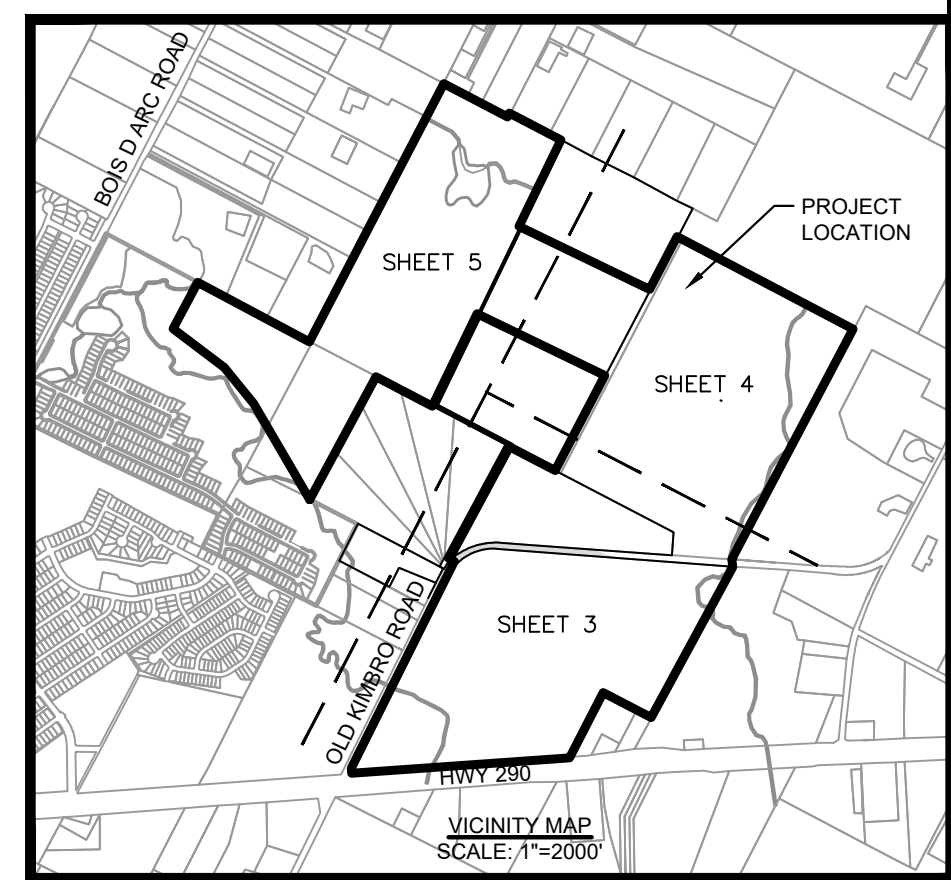 BOIS D ARC ROAD
PROJECT
LOCATION
SHEET 5
SHEET 4
SHEET 3
OLD KIMBRO ROAD
HWY 290
VICINITY MAP
SCALE: 1"=2000'